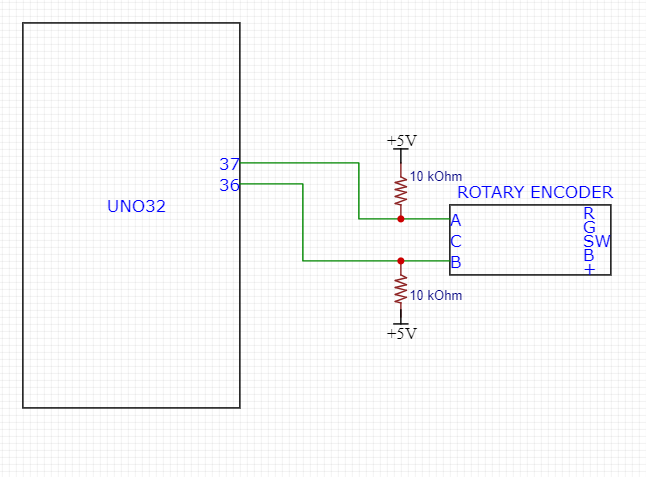 +5V
37
10 kOhm
36
ROTARY ENCODER
UNO32
A
R
G
C
SW
B
B
+
10 kOhm
+5V